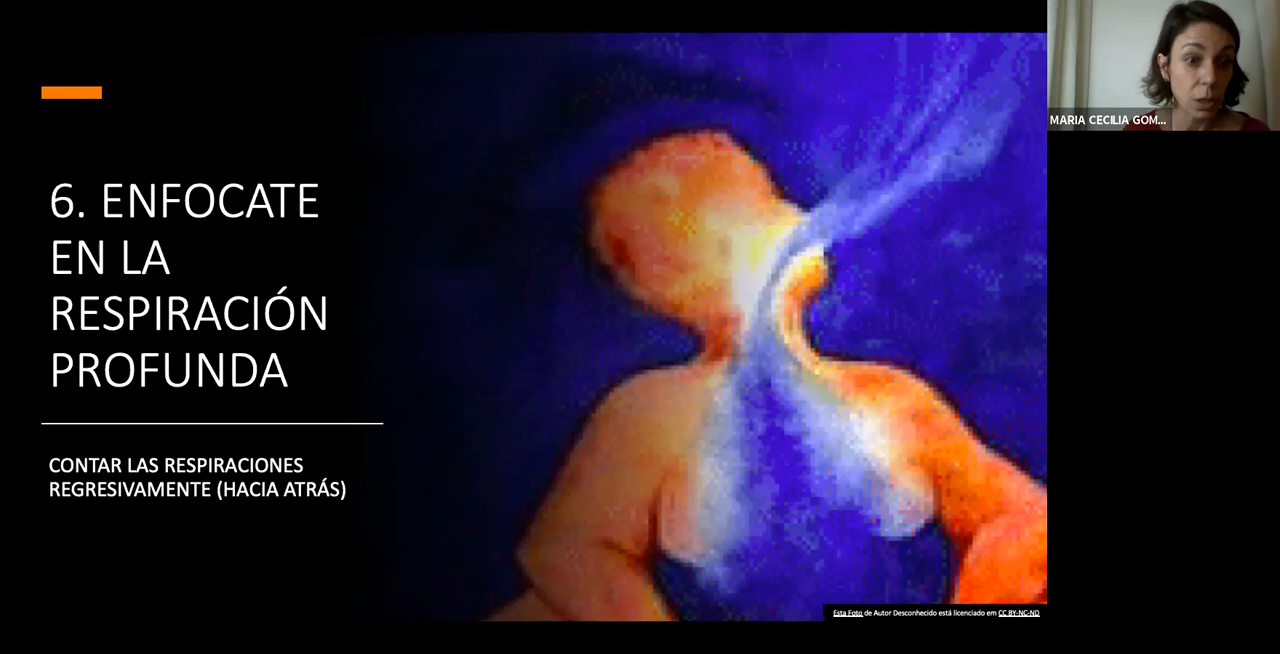 6. ENFOCATE
EN LA
RESPIRACIÓN
PROFUNDA
CONTAR LAS RESPIRACIONES
REGRESIVAMENTE (HACIA ATRÁS)
Esta Foto de Autor Desconhecido está licenciado em CC BY-NC-ND
MARIA CECILIA GOM...